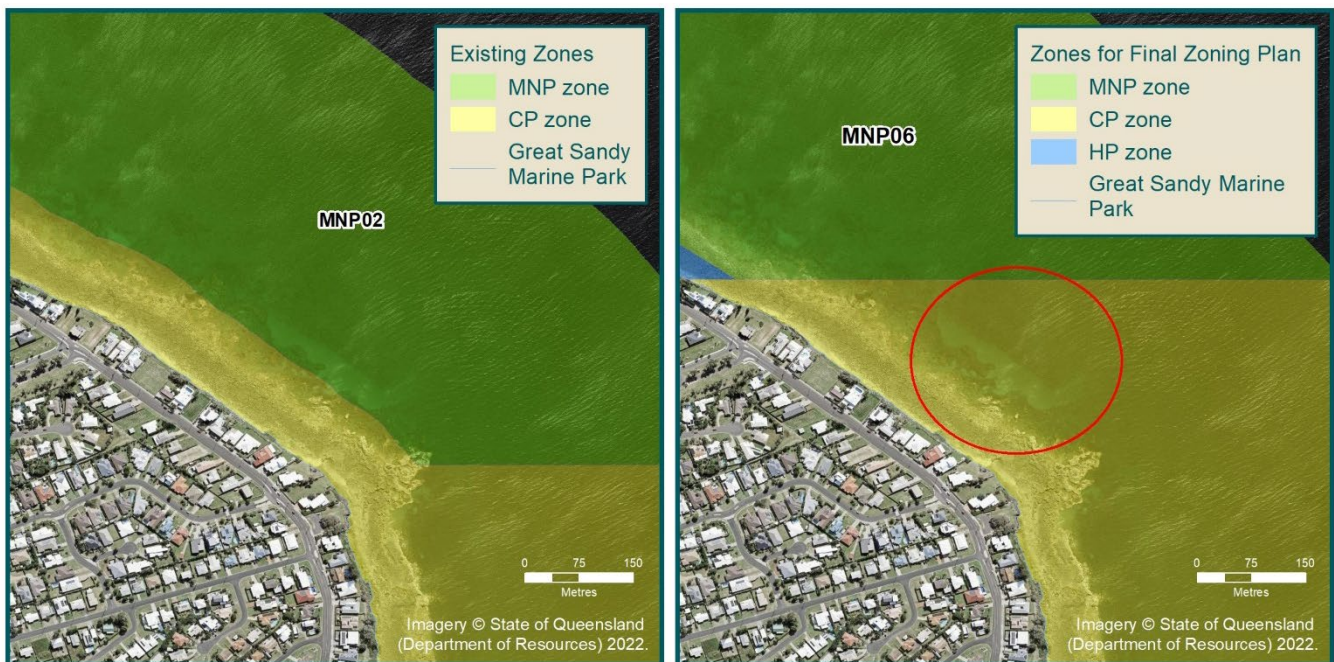 Existing Zones
MNP zone
CP zone
Great Sandy
Marine Park
MNP02
0 75 150
Metres
Imagery © State of Queensland
(Department of Resources) 2022.
Zones for Final Zoning Plan
MNP zone
CP zone
HP zone
Great Sandy Marine
Park
MNP06
0 75 150
Metres
Imagery © State of Queensland
(Department of Resources) 2022.